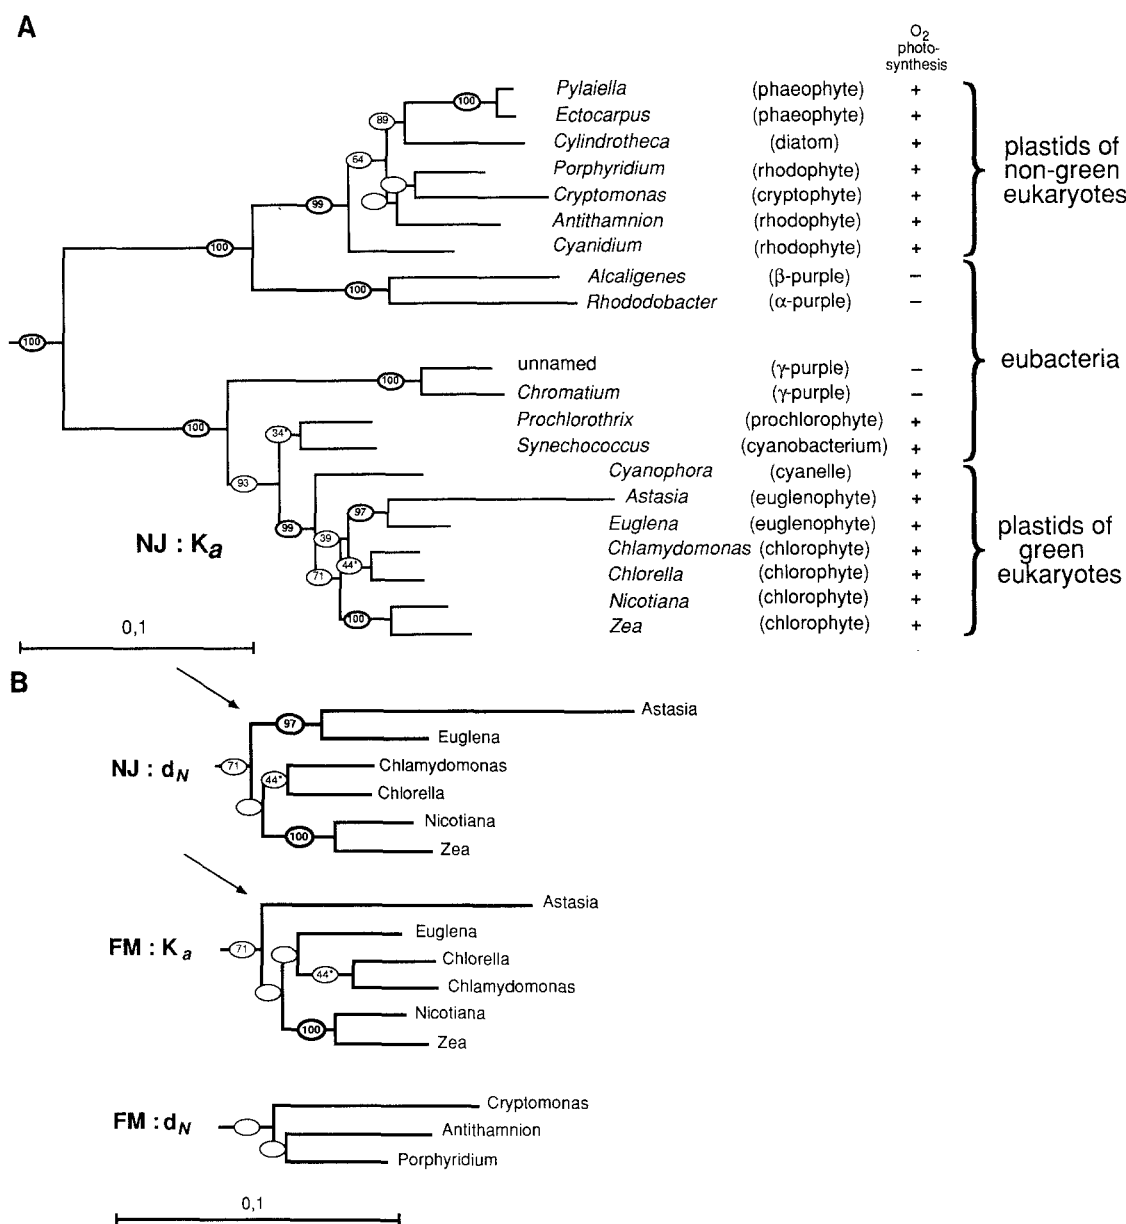 A
O2
photo-
synthesis
100 Pylaiella (phaeophyte) +
89 Ectocarpus (phaeophyte) +
Cylindrotheca (diatom) +
64 Porphyridium (rhodophyte) +
99 Cryptomonas (cryptophyte) +
Antithamnion (rhodophyte) +
100 Cyanidium (rhodophyte) +
plastids of
non-green
eukaryotes
Alcaligenes (β-purple) –
100 Rhododobacter (α-purple) –
100
unnamed (γ-purple) –
100 Chromatium (γ-purple) –
100 34* Prochlorothrix (prochlorophyte) +
Synechococcus (cyanobacterium) +
eubacteria
93 Cyanophora (cyanelle) +
97 Astasia (euglenophyte) +
99 Euglena (euglenophyte) +
39 Chlamydomonas (chlorophyte) +
71 44* Chlorella (chlorophyte) +
Nicotiana (chlorophyte) +
100 Zea (chlorophyte) +
plastids of
green
eukaryotes
NJ : Ka
0,1
B
NJ : dN
71
97
44*
100
Astasia
Euglena
Chlamydomonas
Chlorella
Nicotiana
Zea
FM : Ka
71
44*
100
Astasia
Euglena
Chlorella
Chlamydomonas
Nicotiana
Zea
FM : dN
Cryptomonas
Antithamnion
Porphyridium
0,1